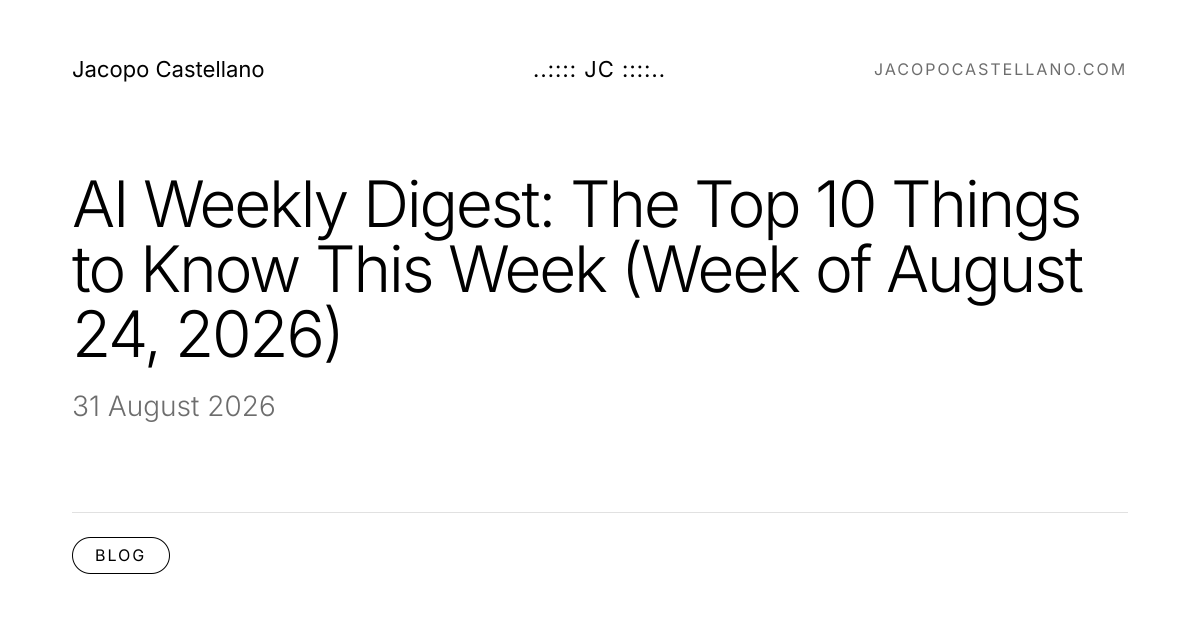 Jacopo Castellano
..:::: JC ::::..
JACOPOCASTELLANO.COM
AI Weekly Digest: The Top 10 Things
to Know This Week (Week of August
24, 2026)
31 August 2026
BLOG